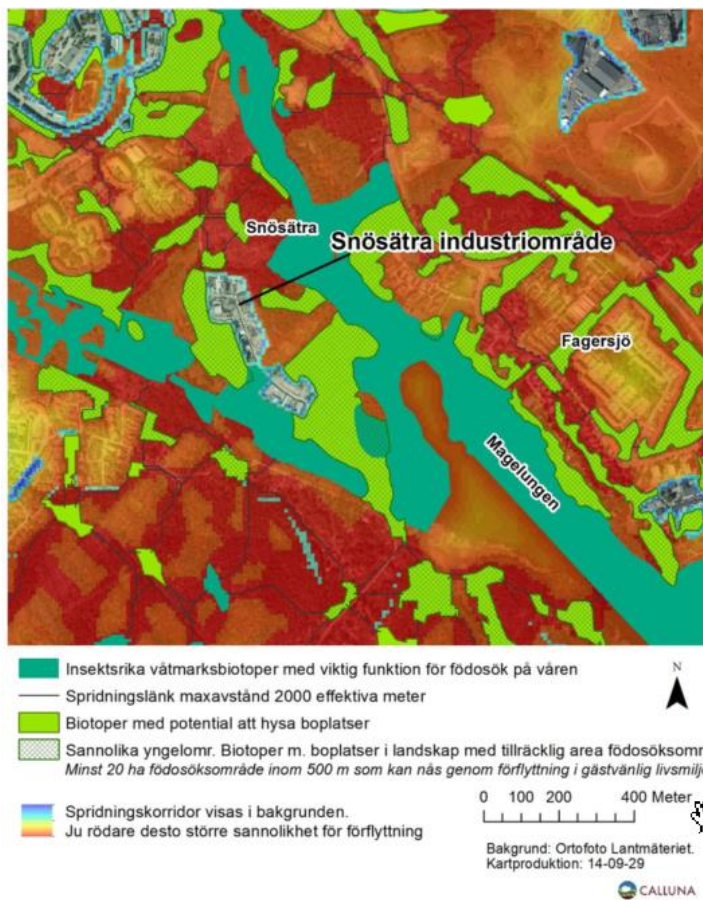 Snösätra
Snösätra industriområde
Fagersjö
Magelungen
Insektsrika våtmarksbiotoper med viktig funktion för födosök på våren
N
Spridningslänk maxavstånd 2000 effektiva meter
Biotoper med potential att hysa boplatser
Sannolika yngelomr. Biotoper m. boplatser i landskap med tillräcklig area födosöksomr
Minst 20 ha födosöksområde inom 500 m som kan nås genom förflyttning i gästvänlig livsmilj
Spridningskorridor visas i bakgrunden.
Ju rödare desto större sannolikhet för förflyttning
0 100 200 400 Meter
Bakgrund: Ortofoto Lantmäteriet.
Kartproduktion: 14-09-29
CALLUNA